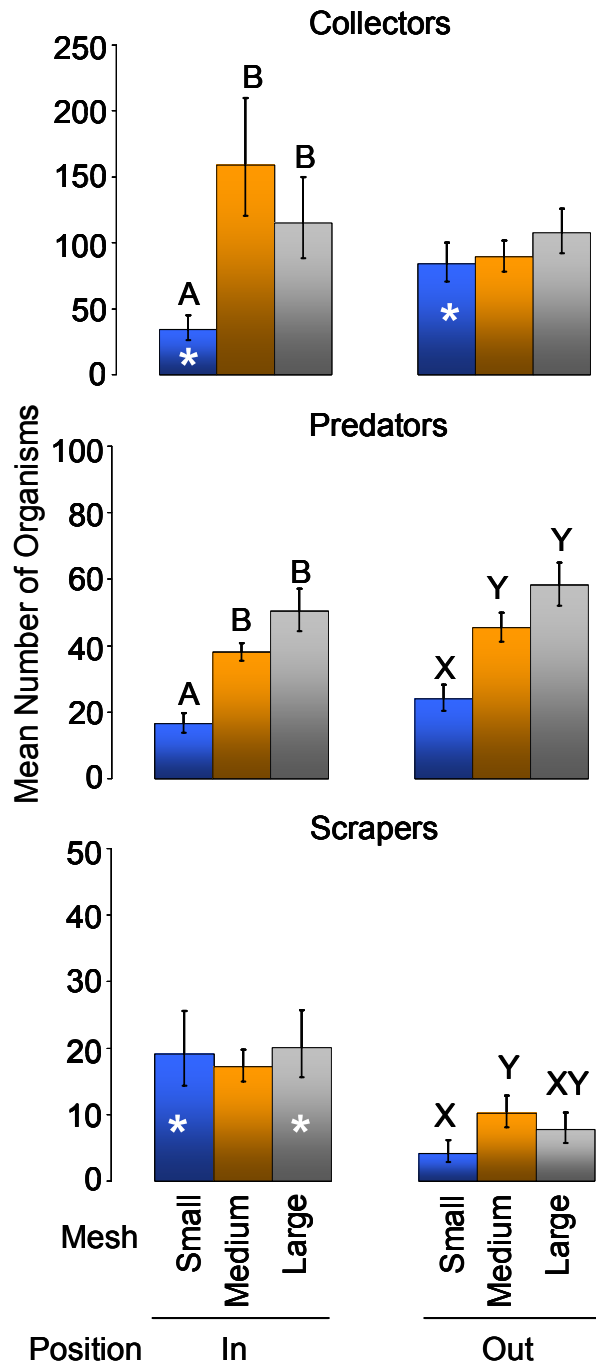 Collectors
250
200
150
100
50
0
A
B
B
*
*
Mean Number of Organisms
Predators
100
80
60
40
20
0
A
B
B
X
Y
Y
Scrapers
50
40
30
20
10
0
*
*
X
Y
XY
Mesh
Small
Medium
Large
Small
Medium
Large
Position
In
Out